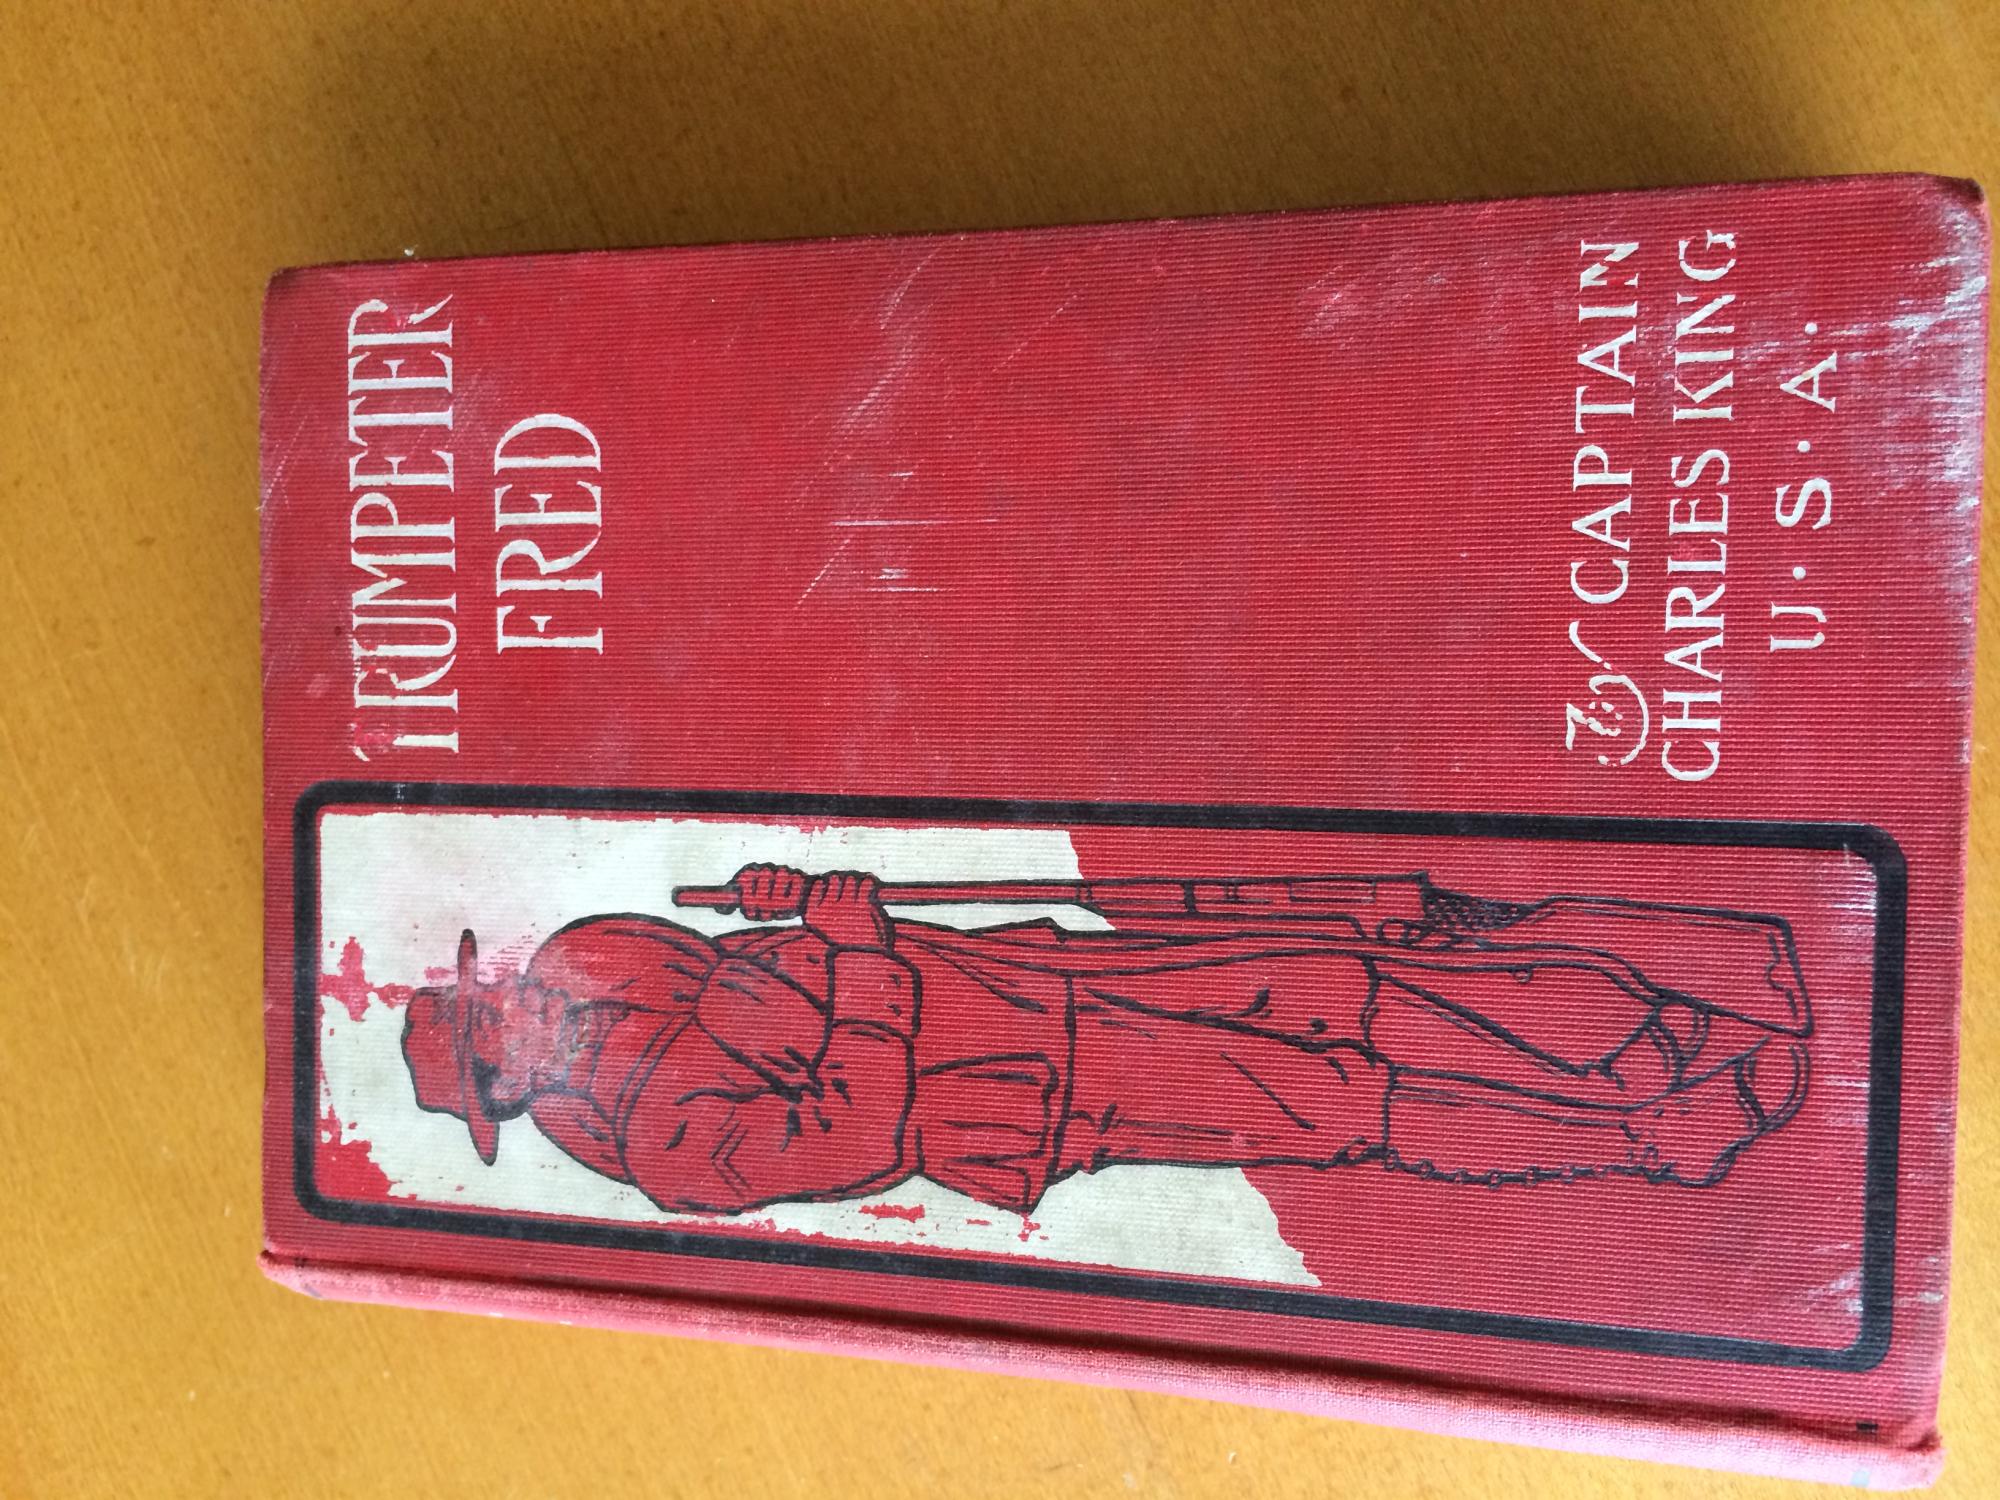 TRUMPETER
FRED
By CAPTAIN
CHARLES KING
U.S.A.